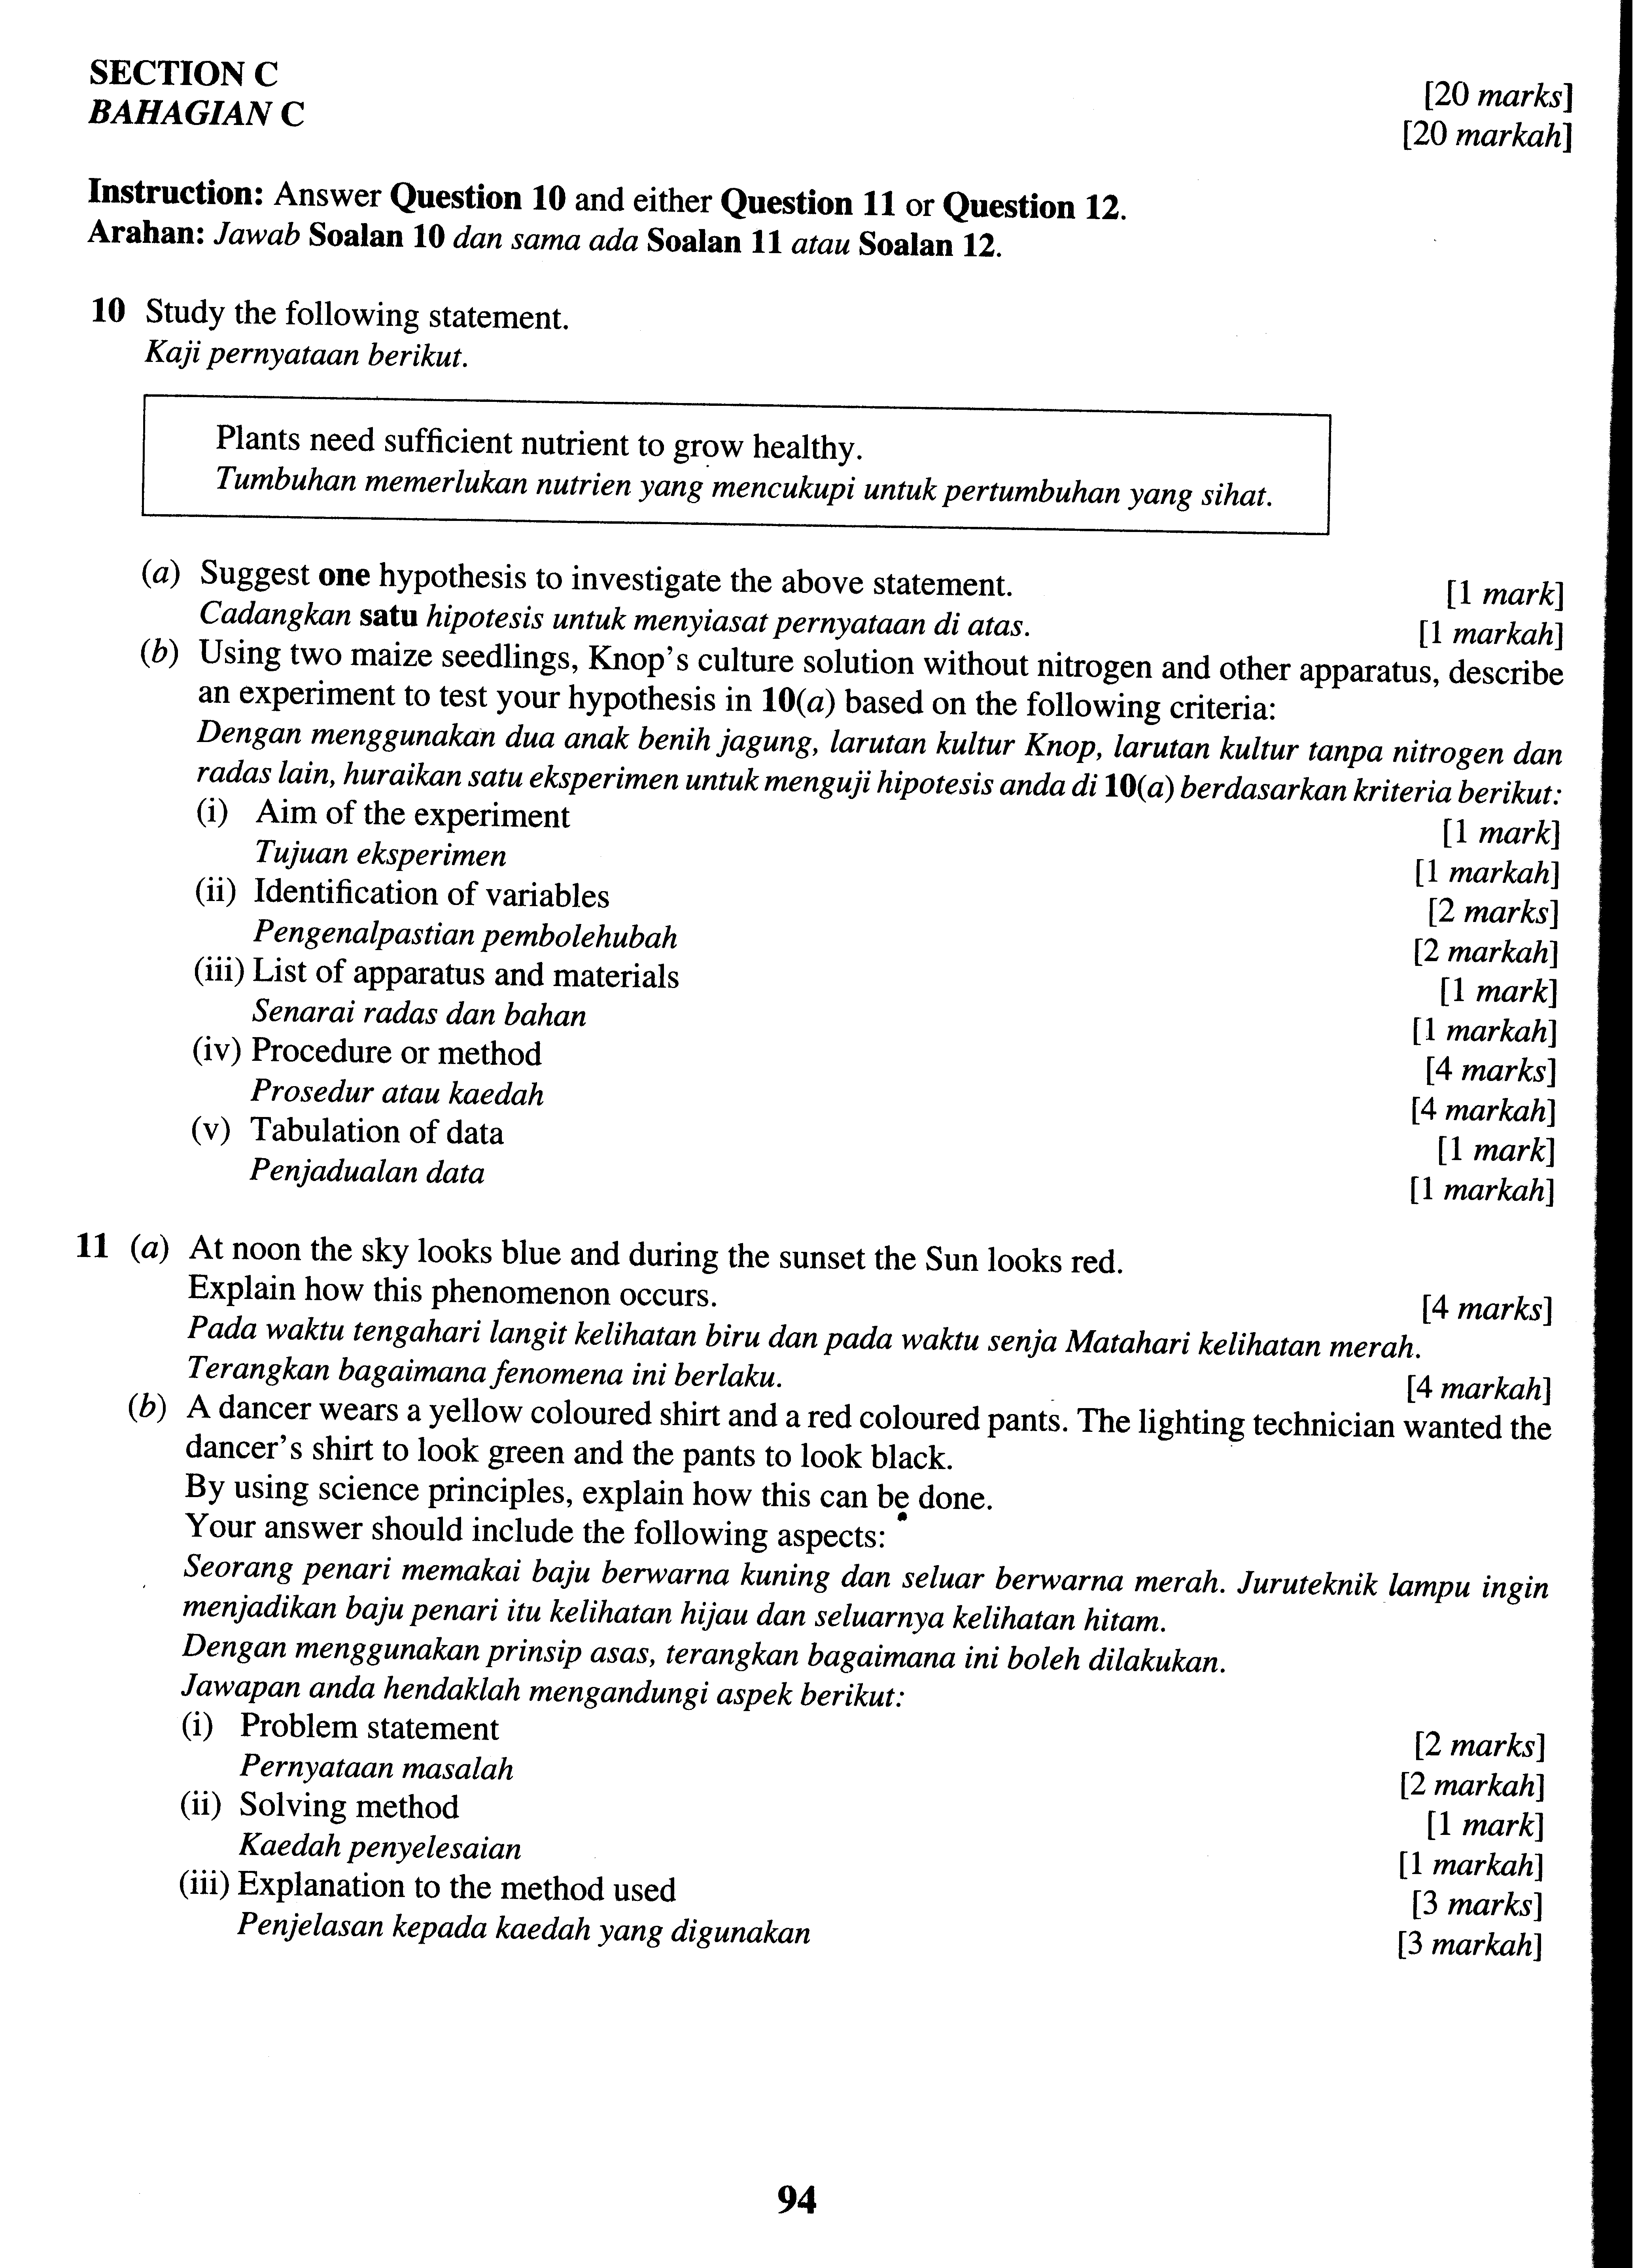 SECTION C
BAHAGIAN C
[20 marks]
[20 markah]
Instruction: Answer Question 10 and either Question 11 or Question 12.
Arahan: Jawab Soalan 10 dan sama ada Soalan 11 atau Soalan 12.
10 Study the following statement.
Kaji pernyataan berikut.
Plants need sufficient nutrient to grow healthy.
Tumbuhan memerlukan nutrien yang mencukupi untuk pertumbuhan yang sihat.
(a) Suggest one hypothesis to investigate the above statement. [1 mark]
Cadangkan satu hipotesis untuk menyiasat pernyataan di atas. [1 markah]
(b) Using two maize seedlings, Knop's culture solution without nitrogen and other apparatus, describe
an experiment to test your hypothesis in 10(a) based on the following criteria:
Dengan menggunakan dua anak benih jagung, larutan kultur Knop, larutan kultur tanpa nitrogen dan
radas lain, huraikan satu eksperimen untuk menguji hipotesis anda di 10(a) berdasarkan kriteria berikut:
(i) Aim of the experiment [1 mark]
Tujuan eksperimen [1 markah]
(ii) Identification of variables [2 marks]
Pengenalpastian pembolehubah [2 markah]
(iii) List of apparatus and materials [1 mark]
Senarai radas dan bahan [1 markah]
(iv) Procedure or method [4 marks]
Prosedur atau kaedah [4 markah]
(v) Tabulation of data [1 mark]
Penjadualan data [1 markah]
11 (a) At noon the sky looks blue and during the sunset the Sun looks red.
Explain how this phenomenon occurs. [4 marks]
Pada waktu tengahari langit kelihatan biru dan pada waktu senja Matahari kelihatan merah.
Terangkan bagaimana fenomena ini berlaku. [4 markah]
(b) A dancer wears a yellow coloured shirt and a red coloured pants. The lighting technician wanted the
dancer's shirt to look green and the pants to look black.
By using science principles, explain how this can be done.
Your answer should include the following aspects:
Seorang penari memakai baju berwarna kuning dan seluar berwarna merah. Juruteknik lampu ingin
menjadikan baju penari itu kelihatan hijau dan seluarnya kelihatan hitam.
Dengan menggunakan prinsip asas, terangkan bagaimana ini boleh dilakukan.
Jawapan anda hendaklah mengandungi aspek berikut:
(i) Problem statement [2 marks]
Pernyataan masalah [2 markah]
(ii) Solving method [1 mark]
Kaedah penyelesaian [1 markah]
(iii) Explanation to the method used [3 marks]
Penjelasan kepada kaedah yang digunakan [3 markah]
94